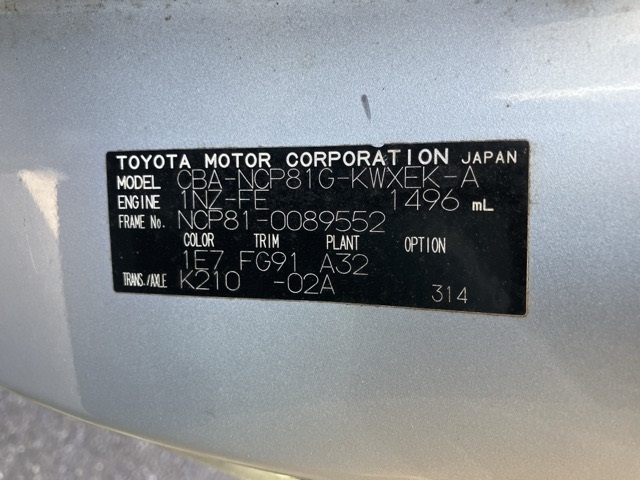 TOYOTA MOTOR CORPORATION JAPAN
MODEL CBA-NCP81G-KWXEK-A
ENGINE 1NZ-FE 1496 mL
FRAME No. NCP81-0089552
COLOR TRIM PLANT OPTION
1E7 FG91 A32
TRANS./AXLE K210 -02A 314